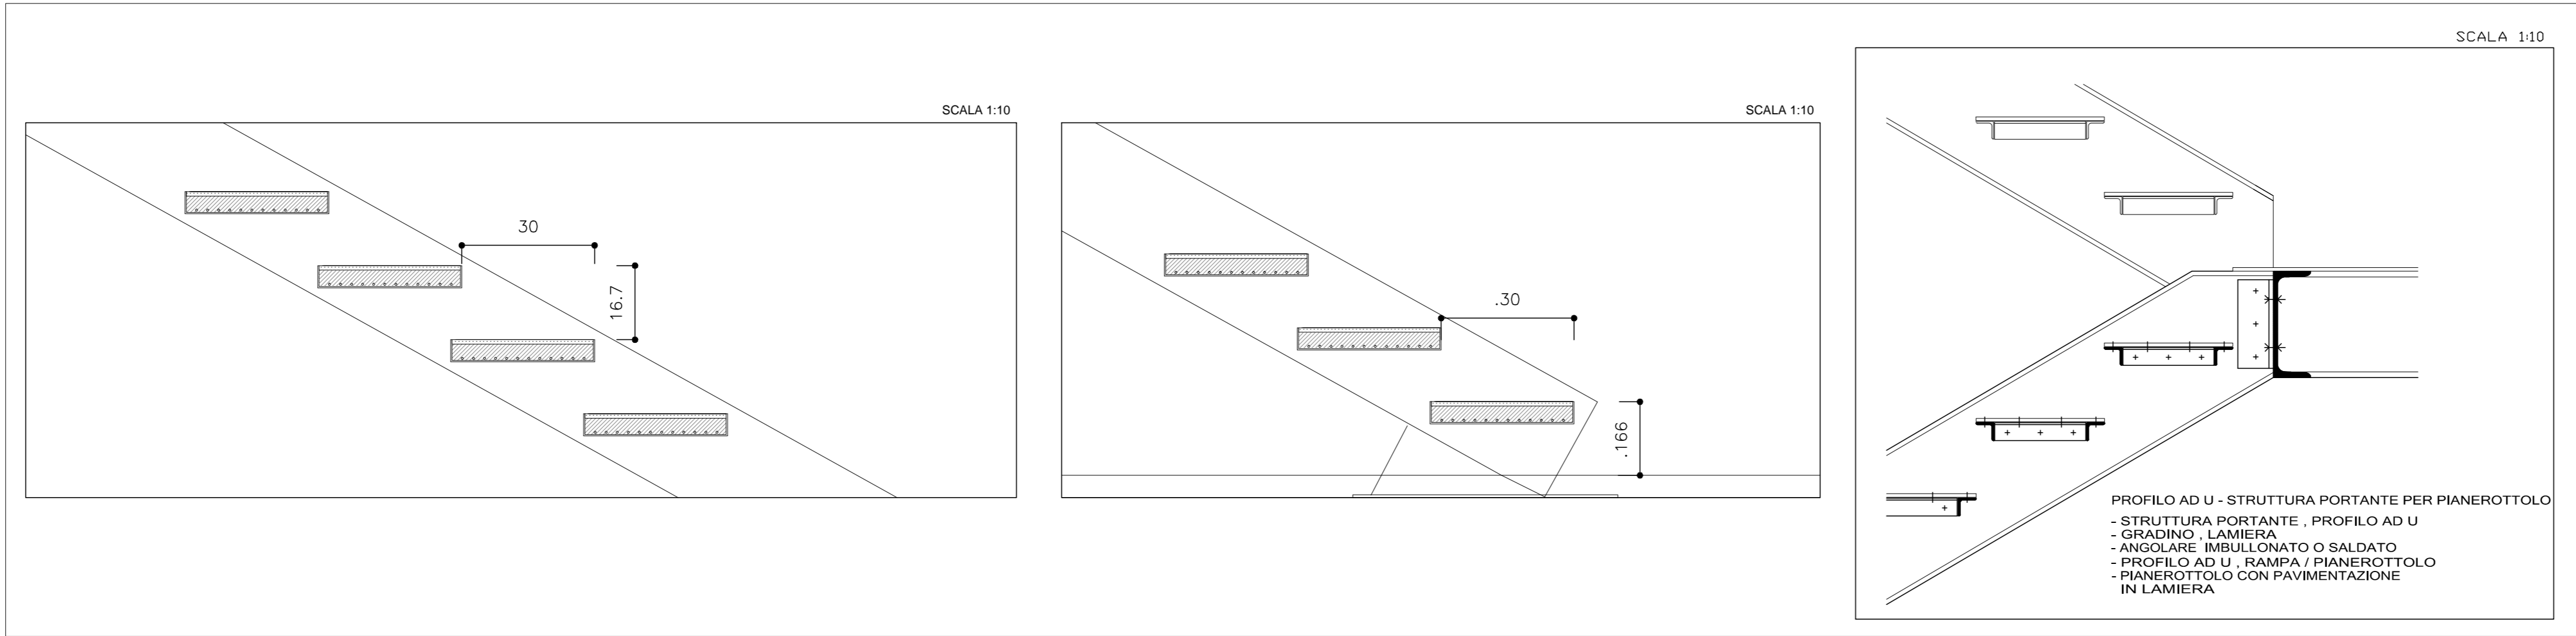 SCALA 1:10
30
16.7
SCALA 1:10
.30
.166
SCALA 1:10
PROFILO AD U - STRUTTURA PORTANTE PER PIANEROTTOLO
- STRUTTURA PORTANTE , PROFILO AD U
- GRADINO , LAMIERA
- ANGOLARE IMBULLONATO O SALDATO
- PROFILO AD U , RAMPA / PIANEROTTOLO
- PIANEROTTOLO CON PAVIMENTAZIONE
IN LAMIERA